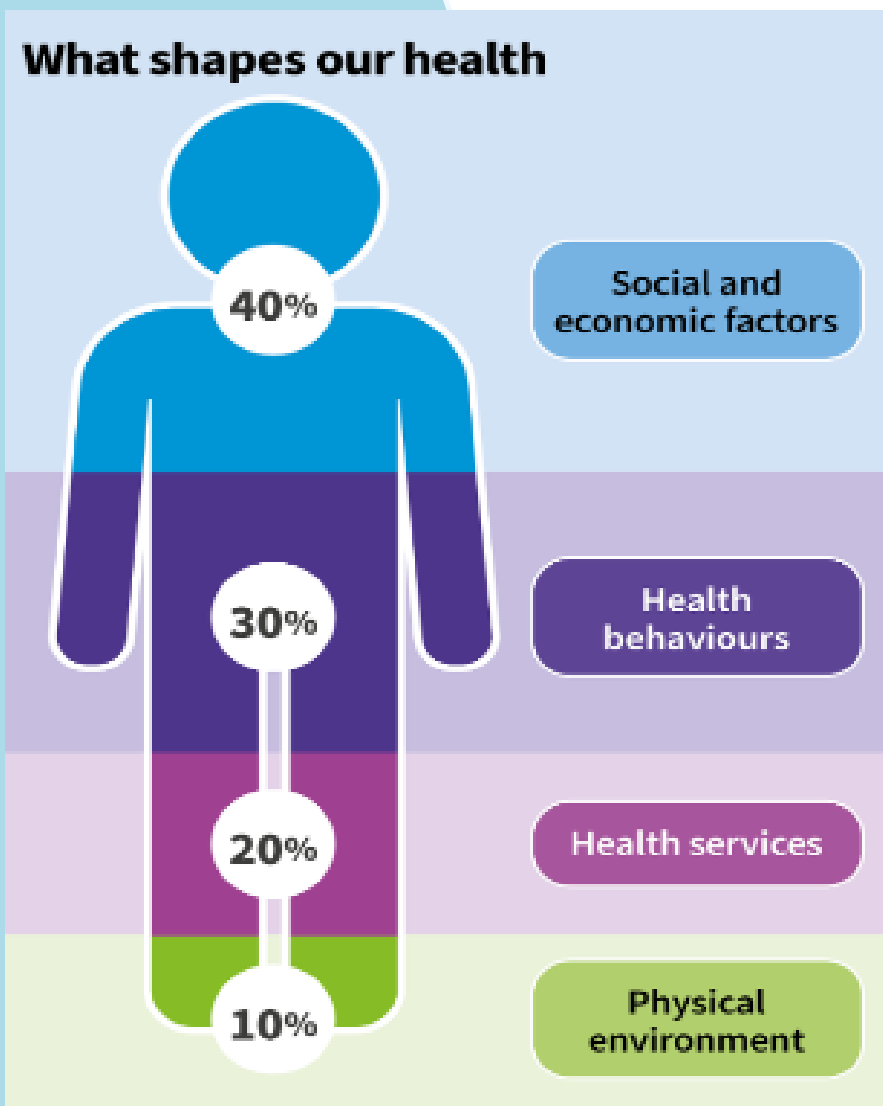 What shapes our health
40%
Social and
economic factors
30%
Health
behaviours
20%
Health services
10%
Physical
environment